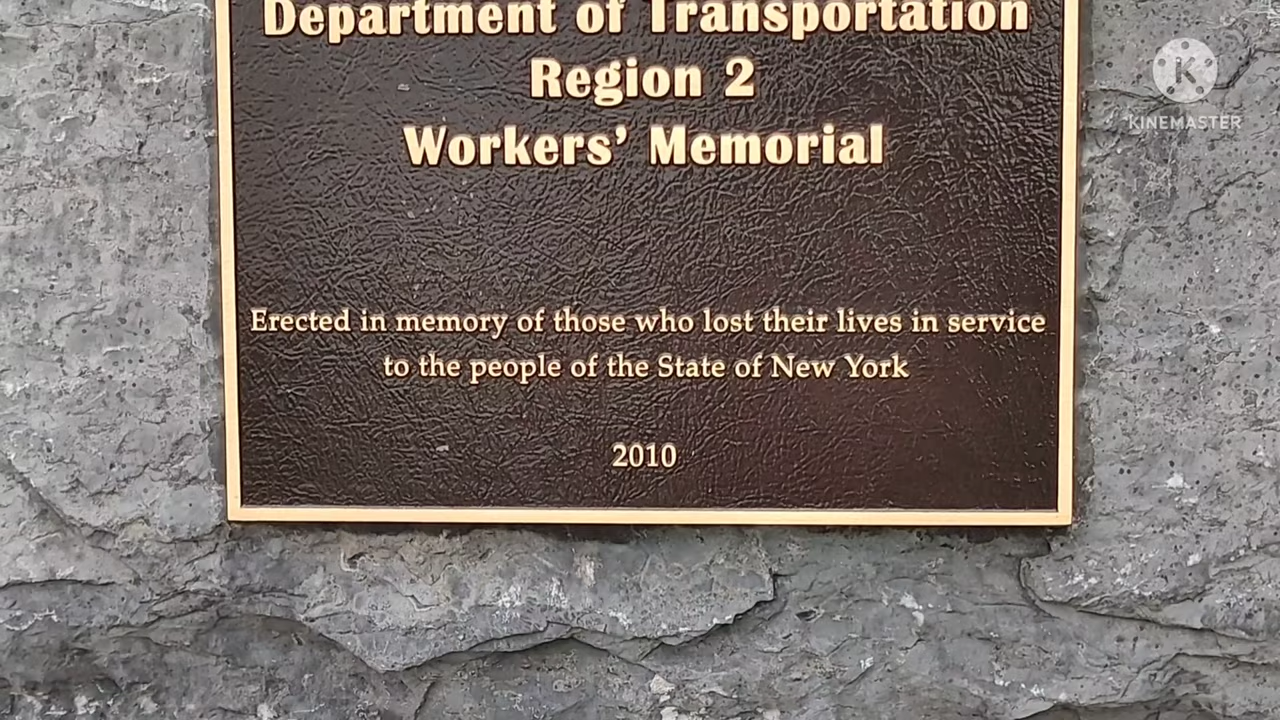 Department of Transportation
Region 2
Workers’ Memorial
Erected in memory of those who lost their lives in service
to the people of the State of New York
2010
K
KINEMASTER